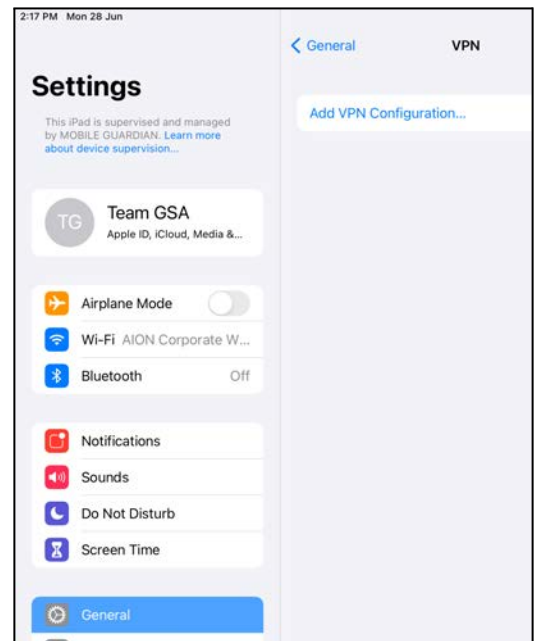 2:17 PM Mon 28 Jun
Settings
This iPad is supervised and managed
by MOBILE GUARDIAN. Learn more
about device supervision...
TG
Team GSA
Apple ID, iCloud, Media &...
Airplane Mode
Wi-Fi AION Corporate W...
Bluetooth Off
Notifications
Sounds
Do Not Disturb
Screen Time
General
General
VPN
Add VPN Configuration...